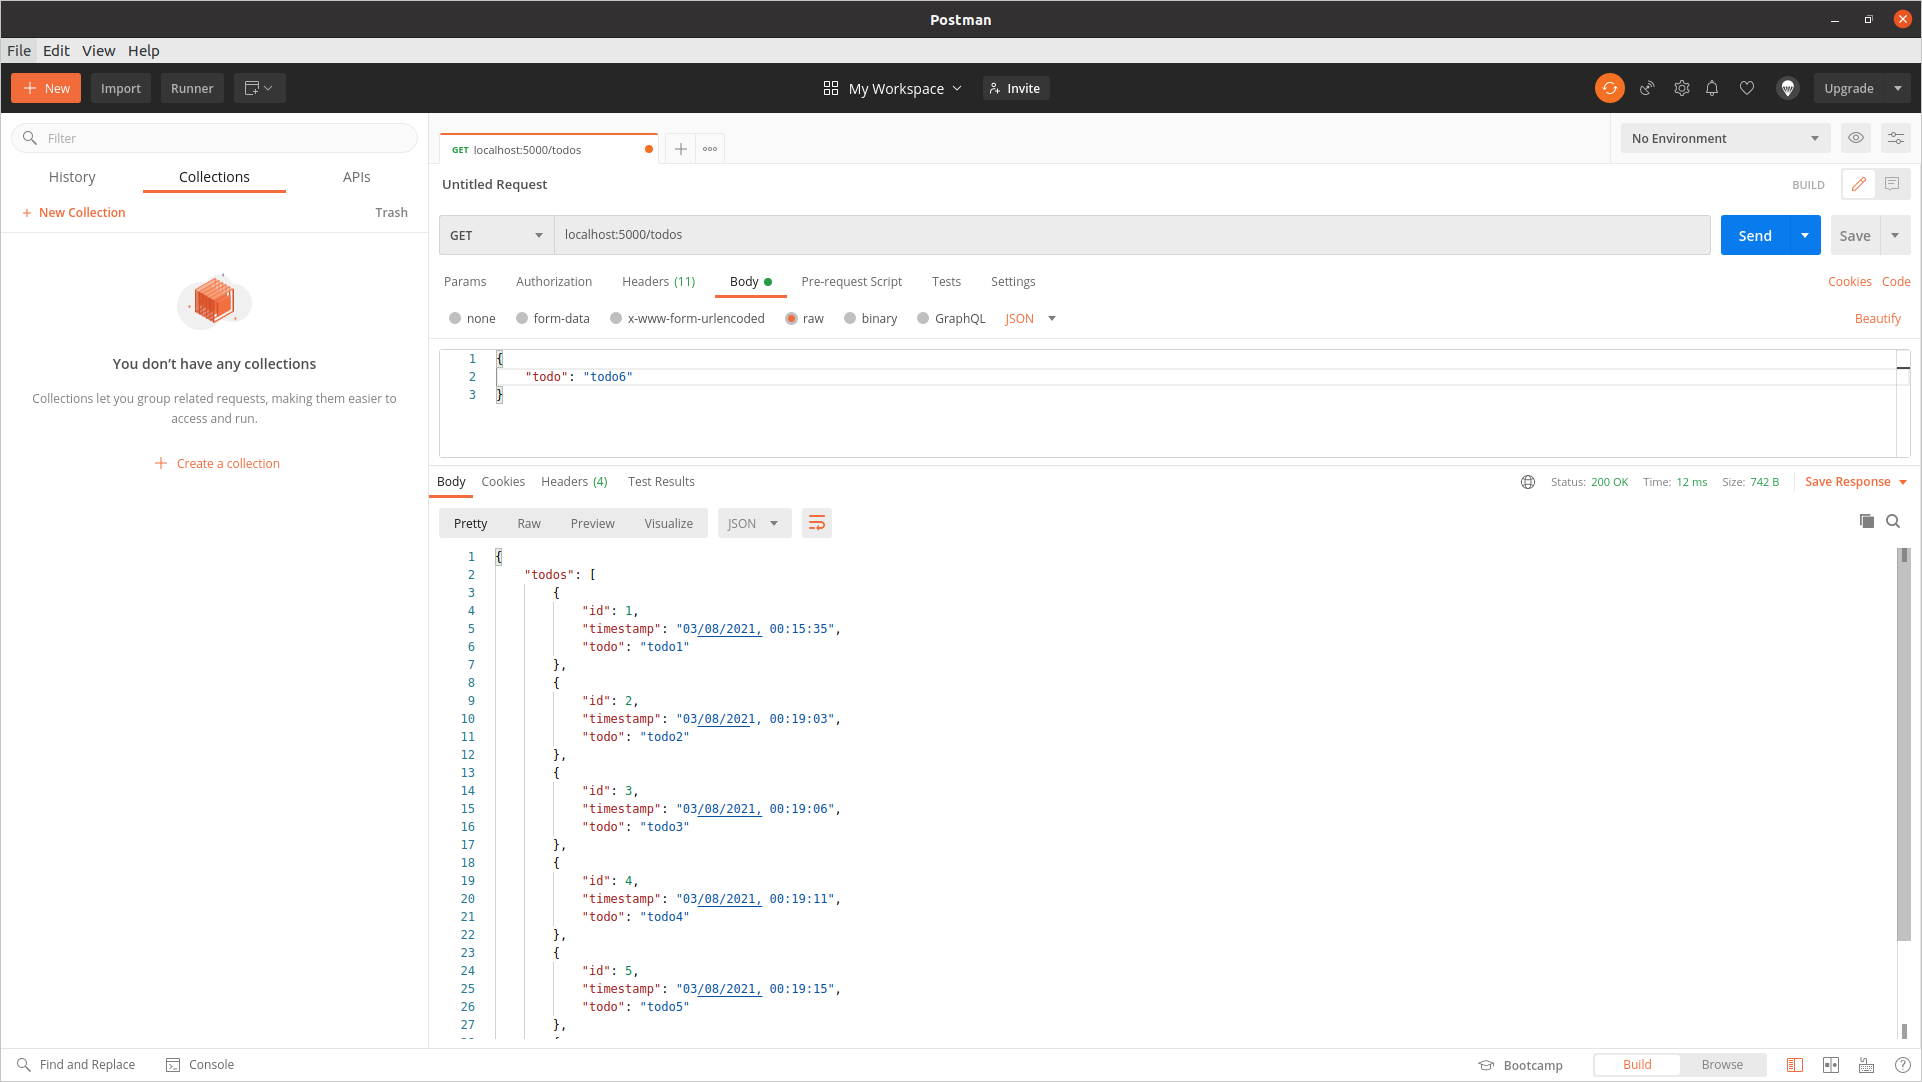 Postman
File Edit View Help
New Import Runner My Workspace Invite Upgrade
Filter
History Collections APIs
New Collection Trash
You don’t have any collections
Collections let you group related requests, making them easier to
access and run.
Create a collection
GET localhost:5000/todos
No Environment
Untitled Request
BUILD
GET localhost:5000/todos Send Save
Params Authorization Headers (11) Body Pre-request Script Tests Settings Cookies Code
none form-data x-www-form-urlencoded raw binary GraphQL JSON Beautify
1 {
2 "todo": "todo6"
3 }
Body Cookies Headers (4) Test Results Status: 200 OK Time: 12 ms Size: 742 B Save Response
Pretty Raw Preview Visualize JSON
1 {
2 "todos": [
3 {
4 "id": 1,
5 "timestamp": "03/08/2021, 00:15:35",
6 "todo": "todo1"
7 },
8 {
9 "id": 2,
10 "timestamp": "03/08/2021, 00:19:03",
11 "todo": "todo2"
12 },
13 {
14 "id": 3,
15 "timestamp": "03/08/2021, 00:19:06",
16 "todo": "todo3"
17 },
18 {
19 "id": 4,
20 "timestamp": "03/08/2021, 00:19:11",
21 "todo": "todo4"
22 },
23 {
24 "id": 5,
25 "timestamp": "03/08/2021, 00:19:15",
26 "todo": "todo5"
27 },
Find and Replace Console Bootcamp Build Browse